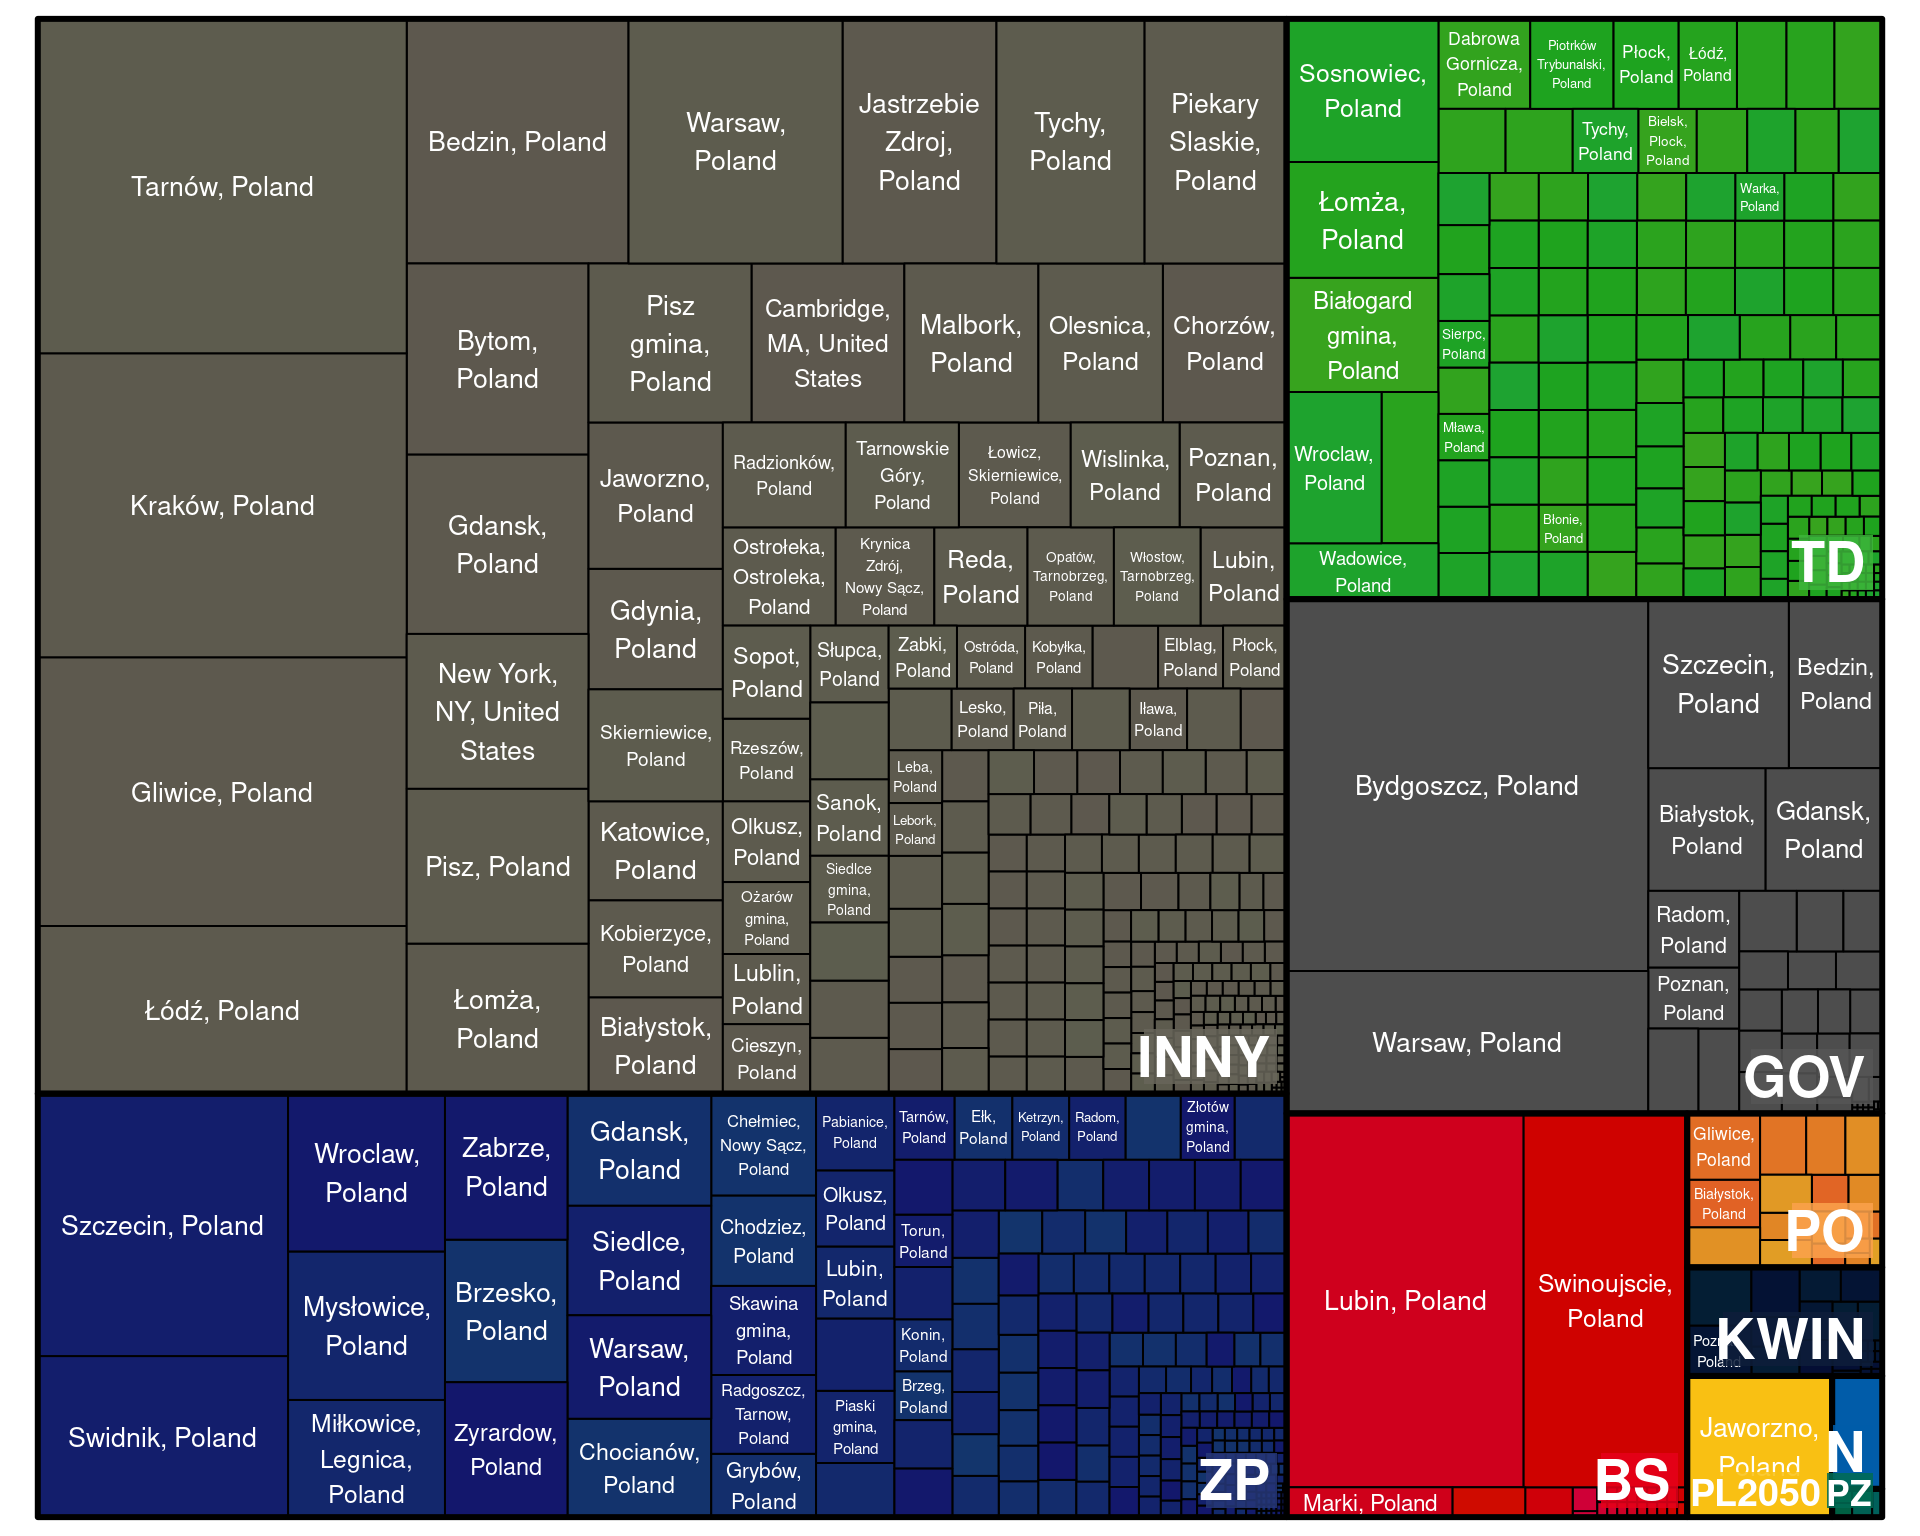 Tarnów, Poland
Kraków, Poland
Gliwice, Poland
Łódź, Poland
Bedzin, Poland
Warsaw,
Poland
Jastrzebie
Zdroj,
Poland
Tychy,
Poland
Piekary
Slaskie,
Poland
Bytom,
Poland
Gdansk,
Poland
New York,
NY, United
States
Pisz, Poland
Łomża,
Poland
Pisz
gmina,
Poland
Cambridge,
MA, United
States
Malbork,
Poland
Olesnica,
Poland
Chorzów,
Poland
Jaworzno,
Poland
Gdynia,
Poland
Skierniewice,
Poland
Katowice,
Poland
Kobierzyce,
Poland
Białystok,
Poland
Radzionków,
Poland
Tarnowskie
Góry,
Poland
Łowicz,
Skierniewice,
Poland
Wislinka,
Poland
Poznan,
Poland
Ostrołeka,
Ostroleka,
Poland
Krynica
Zdrój,
Nowy Sącz,
Poland
Reda,
Poland
Opatów,
Tarnobrzeg,
Poland
Włostow,
Tarnobrzeg,
Poland
Lubin,
Poland
Sopot,
Poland
Rzeszów,
Poland
Olkusz,
Poland
Ożarów
gmina,
Poland
Lublin,
Poland
Cieszyn,
Poland
Słupca,
Poland
Sanok,
Poland
Siedlce
gmina,
Poland
Zabki,
Poland
Ostróda,
Poland
Kobyłka,
Poland
Elblag,
Poland
Płock,
Poland
Lesko,
Poland
Piła,
Poland
Iława,
Poland
Leba,
Poland
Lebork,
Poland
INNY
Sosnowiec,
Poland
Łomża,
Poland
Białogard
gmina,
Poland
Wroclaw,
Poland
Wadowice,
Poland
Dabrowa
Gornicza,
Poland
Piotrków
Trybunalski,
Poland
Płock,
Poland
Łódź,
Poland
Tychy,
Poland
Bielsk,
Plock,
Poland
Warka,
Poland
Sierpc,
Poland
Mława,
Poland
Błonie,
Poland
TD
Bydgoszcz, Poland
Warsaw, Poland
Szczecin,
Poland
Bedzin,
Poland
Białystok,
Poland
Gdansk,
Poland
Radom,
Poland
Poznan,
Poland
GOV
Szczecin, Poland
Swidnik, Poland
Wroclaw,
Poland
Mysłowice,
Poland
Miłkowice,
Legnica,
Poland
Zabrze,
Poland
Brzesko,
Poland
Zyrardow,
Poland
Gdansk,
Poland
Siedlce,
Poland
Warsaw,
Poland
Chocianów,
Poland
Chełmiec,
Nowy Sącz,
Poland
Chodziez,
Poland
Skawina
gmina,
Poland
Radgoszcz,
Tarnow,
Poland
Grybów,
Poland
Pabianice,
Poland
Olkusz,
Poland
Lubin,
Poland
Piaski
gmina,
Poland
Tarnów,
Poland
Ełk,
Poland
Ketrzyn,
Poland
Radom,
Poland
Złotów
gmina,
Poland
Torun,
Poland
Konin,
Poland
Brzeg,
Poland
ZP
Lubin, Poland
Swinoujscie,
Poland
Marki, Poland
BS
Gliwice,
Poland
Białystok,
Poland
PO
Poland
KWIN
Jaworzno,
Poland
PL2050
N
PZ